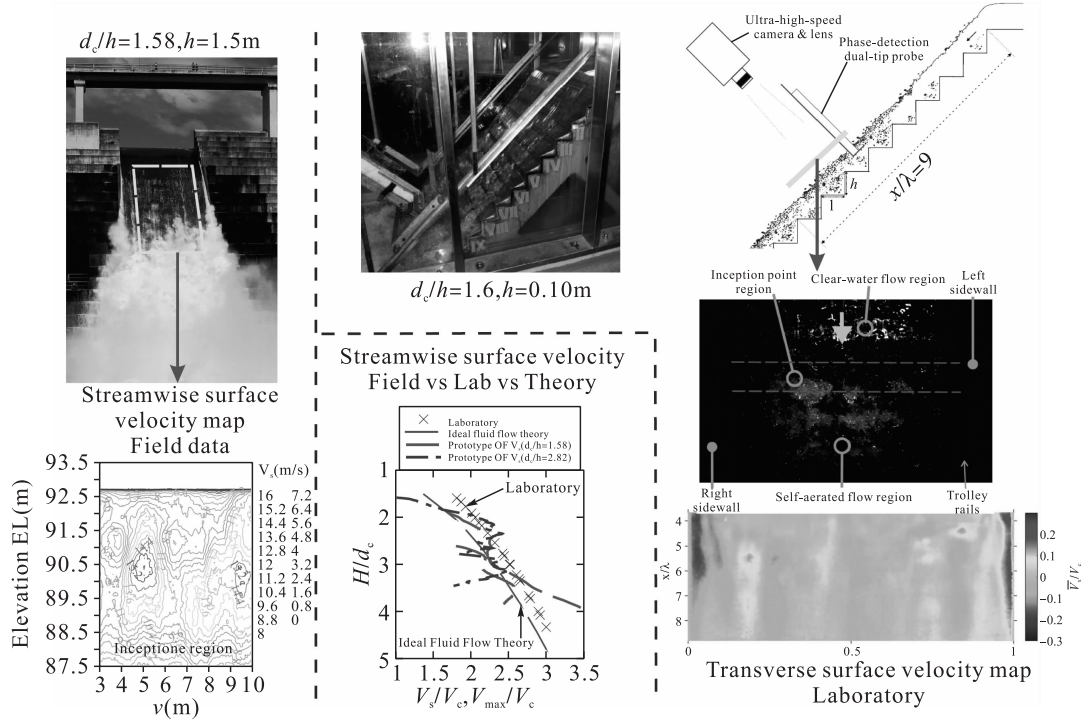 d_c/h=1.58,h=1.5m
Streamwise surface
velocity map
Field data
93.5
92.5
91.5
90.5
89.5
88.5
87.5
Elevation EL(m)
V_s(m/s)
16 7.2
15.2 6.4
14.4 5.6
13.6 4.8
12.8 4
12 3.2
11.2 2.4
10.4 1.6
9.6 0.8
8.8 0
8
Inceptione region
3 4 5 6 7 8 9 10
v(m)
d_c/h=1.6,h=0.10m
Streamwise surface velocity
Field vs Lab vs Theory
Laboratory
Ideal fluid flow theory
Prototype OF V_s(d_c/h=1.58)
Prototype OF V_s(d_c/h=2.82)
1
2
3
4
5
H/d_c
Laboratory
Ideal Fluid Flow Theory
1 1.5 2 2.5 3 3.5
V_s/V_c,V_max/V_c
Ultra-high-speed
camera & lens
Phase-detection
dual-tip probe
x/λ=9
h
l
Inception point
region
Clear-water flow region
Left
sidewall
Right
sidewall
Self-aerated flow region
Trolley
rails
4
5
6
7
8
x/λ
0 0.5 1
0.3
0.2
0.1
0
−0.1
−0.2
−0.3
Transverse surface velocity map
Laboratory